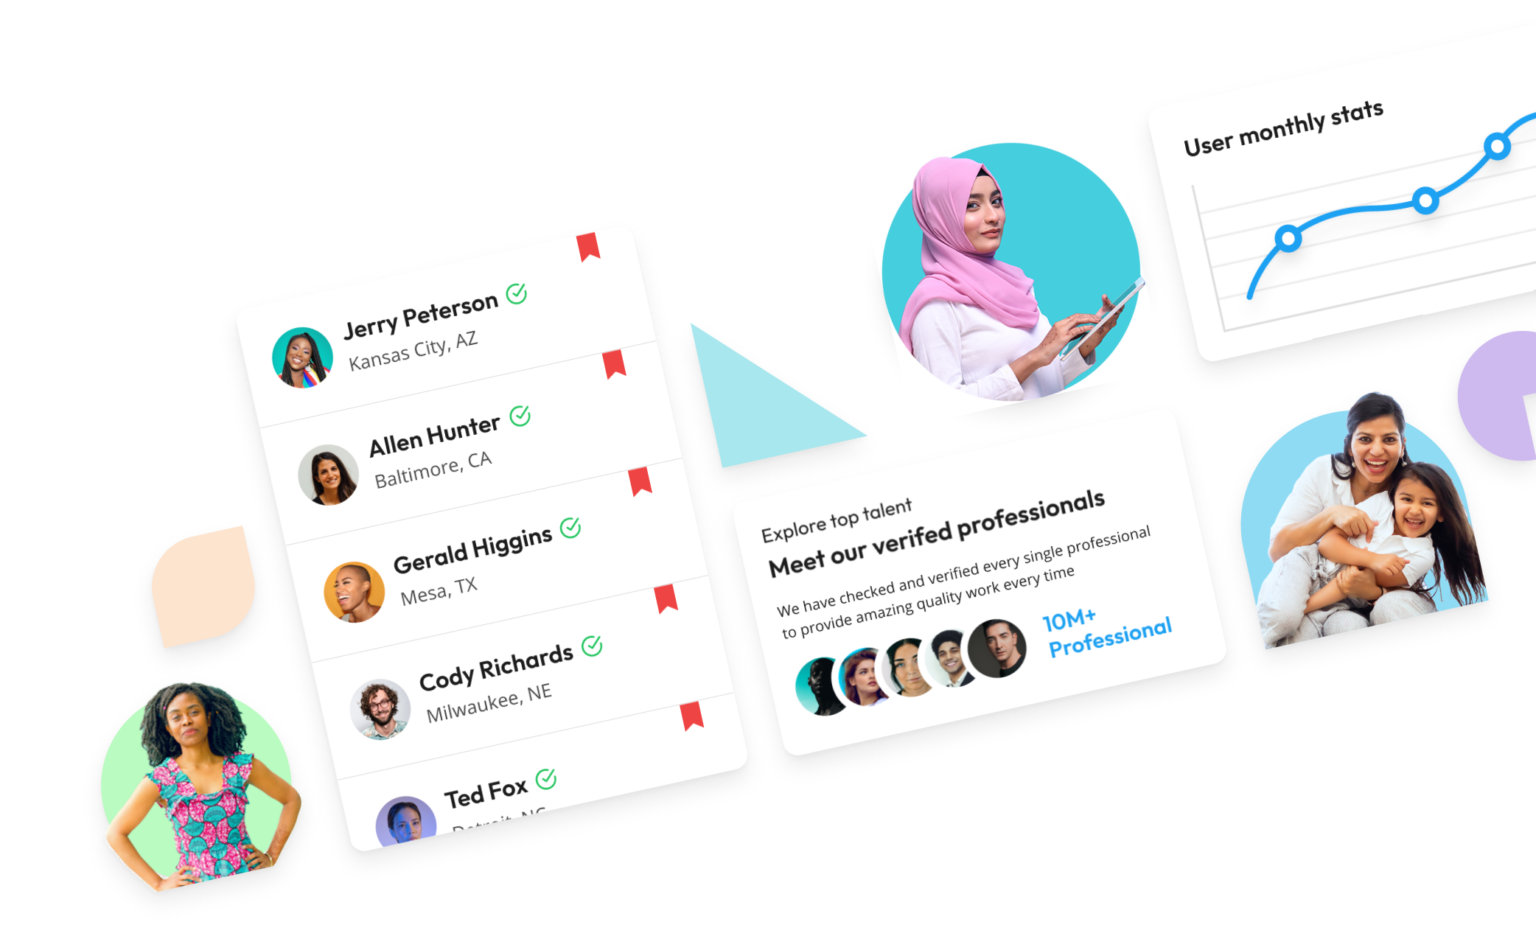 Jerry Peterson
Kansas City, AZ
Allen Hunter
Baltimore, CA
Gerald Higgins
Mesa, TX
Cody Richards
Milwaukee, NE
Ted Fox
Detroit, NC
Explore top talent
Meet our verifed professionals
We have checked and verified every single professional
to provide amazing quality work every time
10M+
Professional
User monthly stats